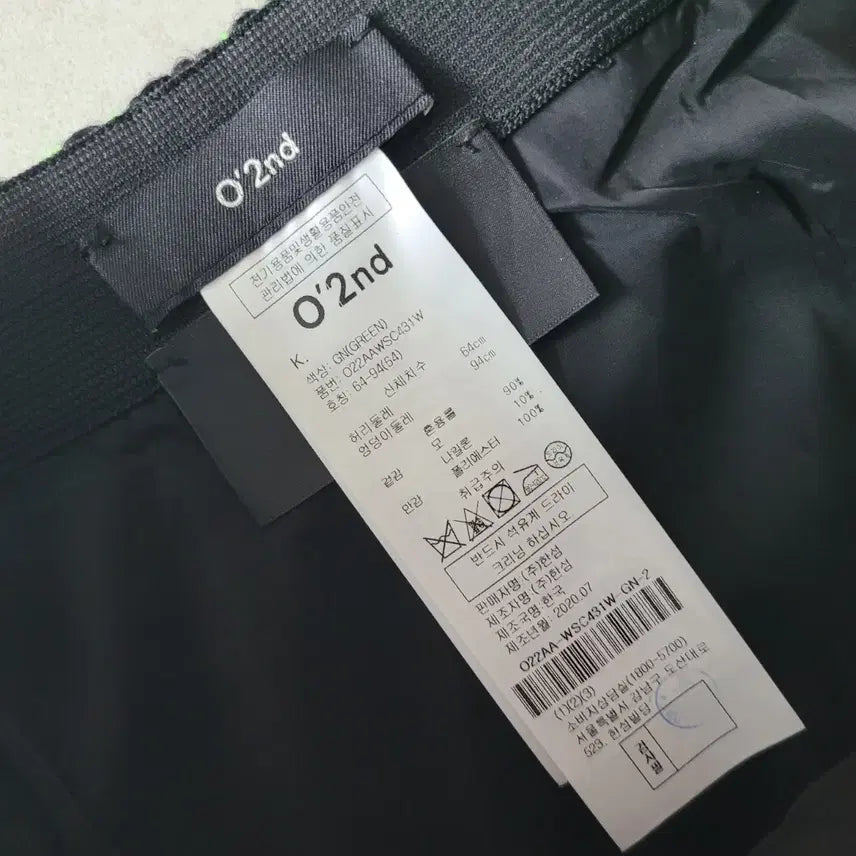 O'2nd
전기용품및생활용품안전
관리법에 의한 품질표시
O'2nd
K.
색상: GN(GREEN)
품번: O22AAWSC431W
호칭: 64-94(64)
신체치수
허리둘레 64cm
엉덩이둘레 94cm
혼용률
겉감 모 90%
나일론 10%
안감 폴리에스터 100%
취급주의
반드시 석유계 드라이
크리닝 하십시오
판매자명:(주)한섬
제조자명:(주)한섬
제조국명:한국
제조년월: 2020.07
O22AA-WSC431W-GN-2
(1)(2)(3)
소비자상담실(1800-5700)
서울특별시 강남구 도산대로
523, 한섬빌딩
검사필